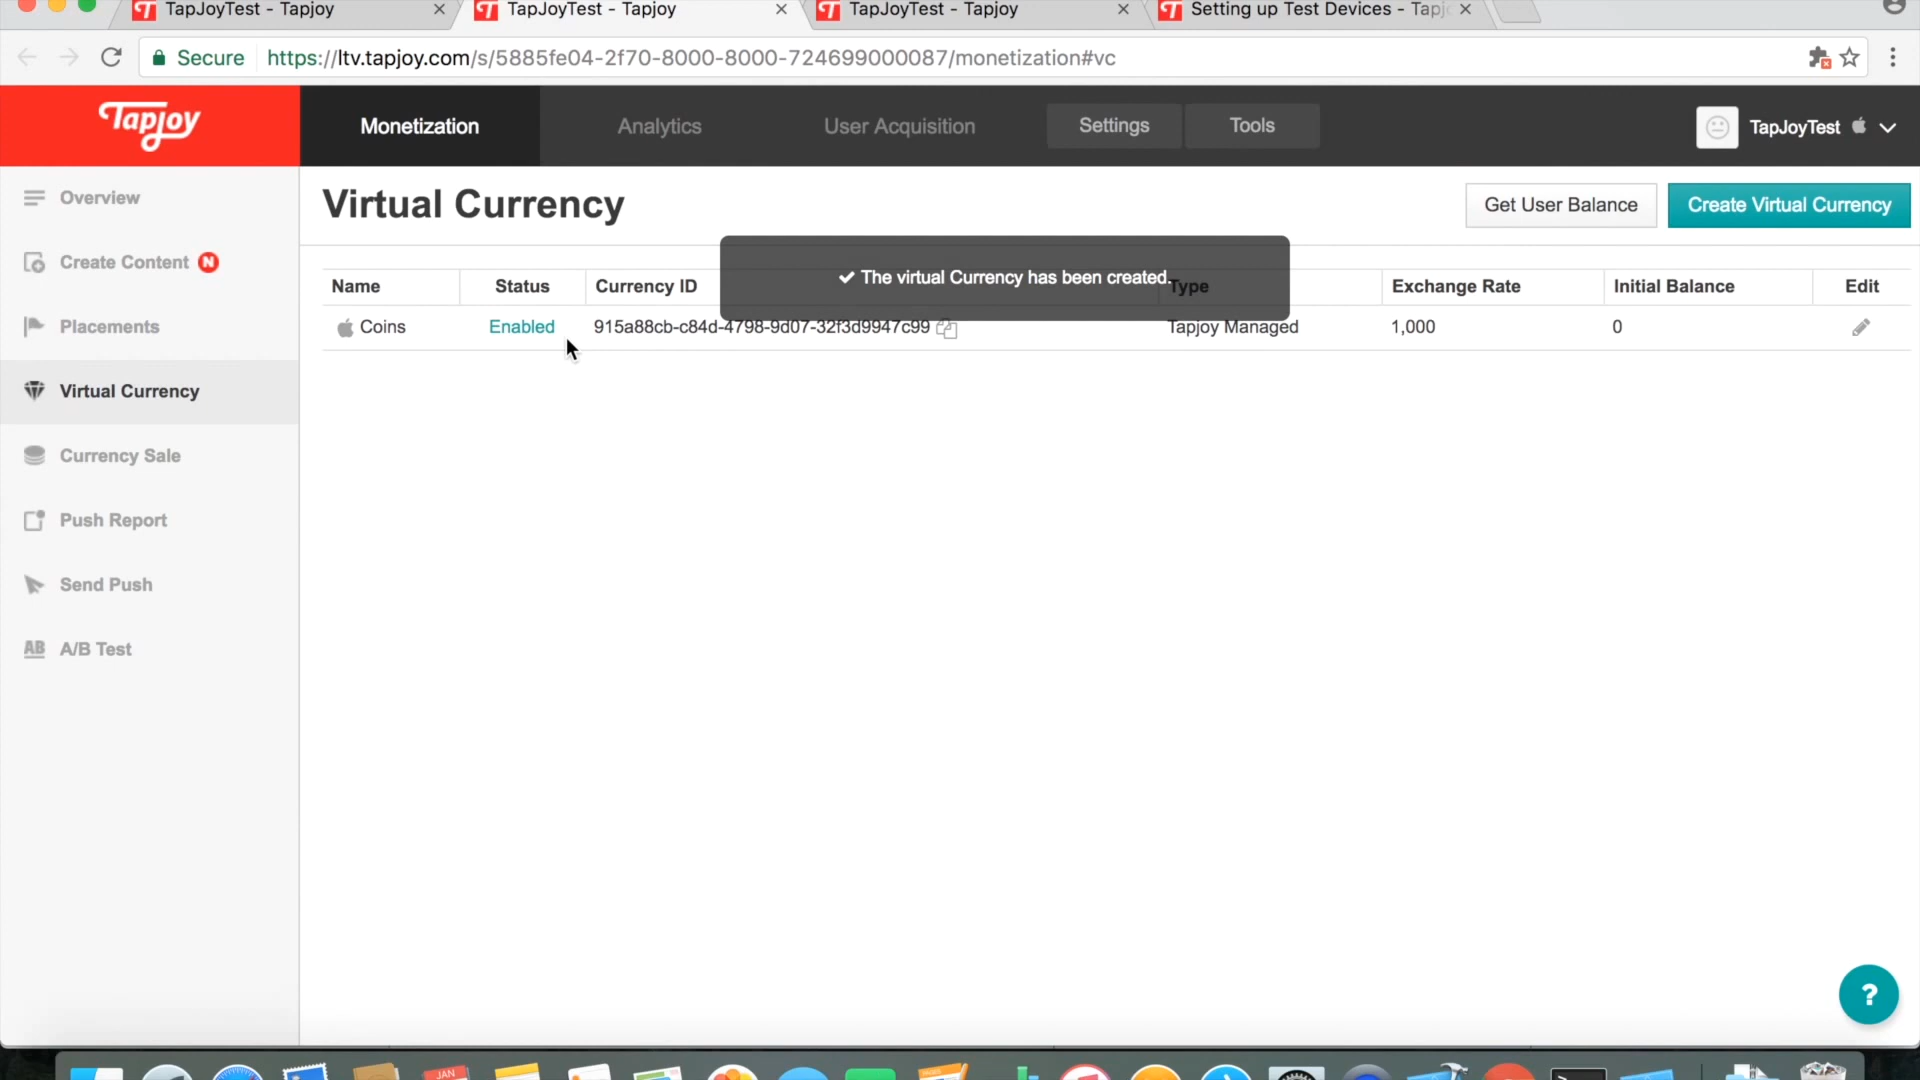 TapJoyTest - Tapjoy
TapJoyTest - Tapjoy
TapJoyTest - Tapjoy
Setting up Test Devices - Tapj
Secure
https://ltv.tapjoy.com/s/5885fe04-2f70-8000-8000-724699000087/monetization#vc
Tapjoy
Monetization
Analytics
User Acquisition
Settings
Tools
TapJoyTest
Overview
Create Content N
Placements
Virtual Currency
Currency Sale
Push Report
Send Push
AB A/B Test
Virtual Currency
Get User Balance
Create Virtual Currency
The virtual Currency has been created.
Name Status Currency ID Type Exchange Rate Initial Balance Edit
Coins Enabled 915a88cb-c84d-4798-9d07-32f3d9947c99 Tapjoy Managed 1,000 0
?
JAN